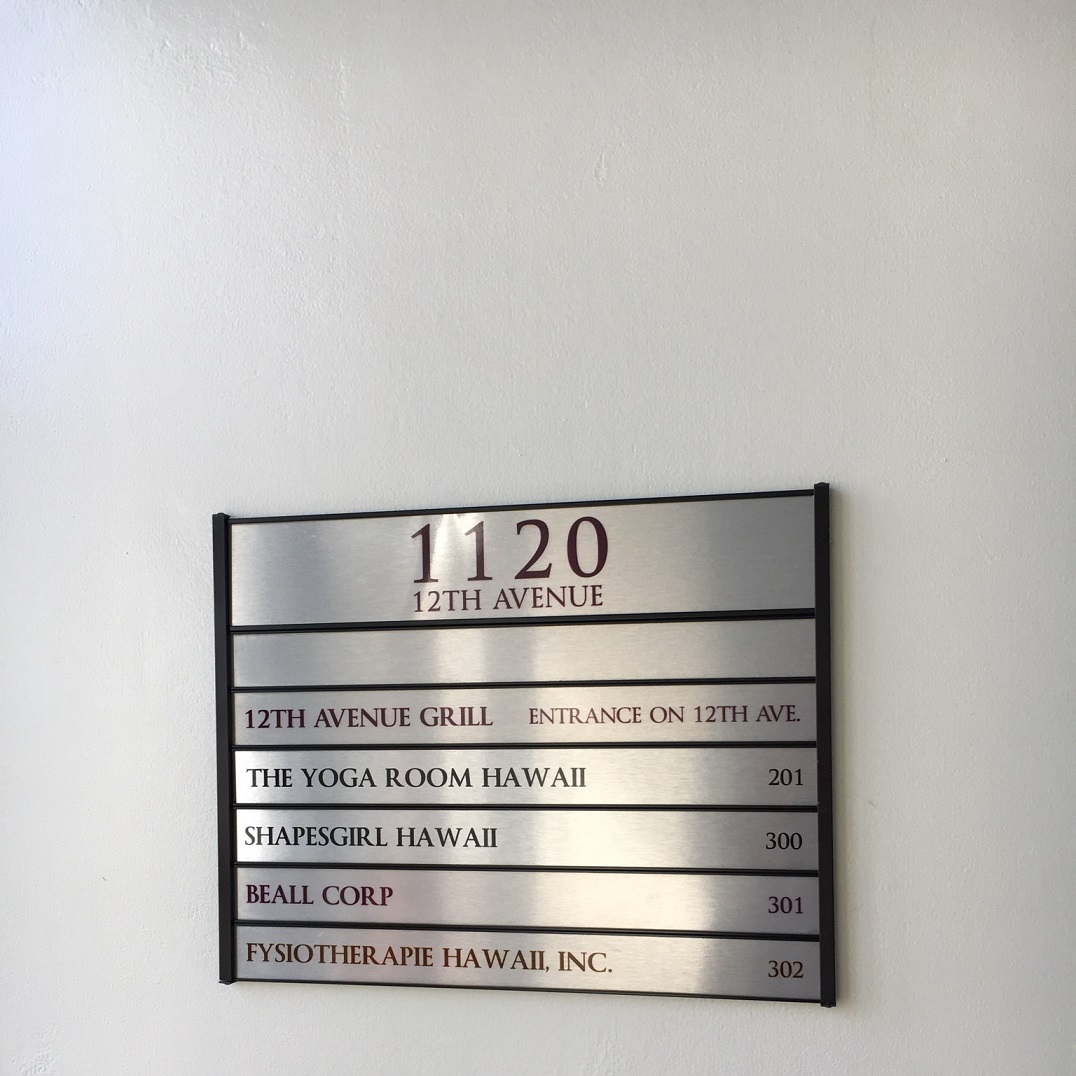 1120
12TH AVENUE
12TH AVENUE GRILL ENTRANCE ON 12TH AVE.
THE YOGA ROOM HAWAII 201
SHAPESGIRL HAWAII 300
BEALL CORP 301
FYSIOTHERAPIE HAWAII, INC. 302